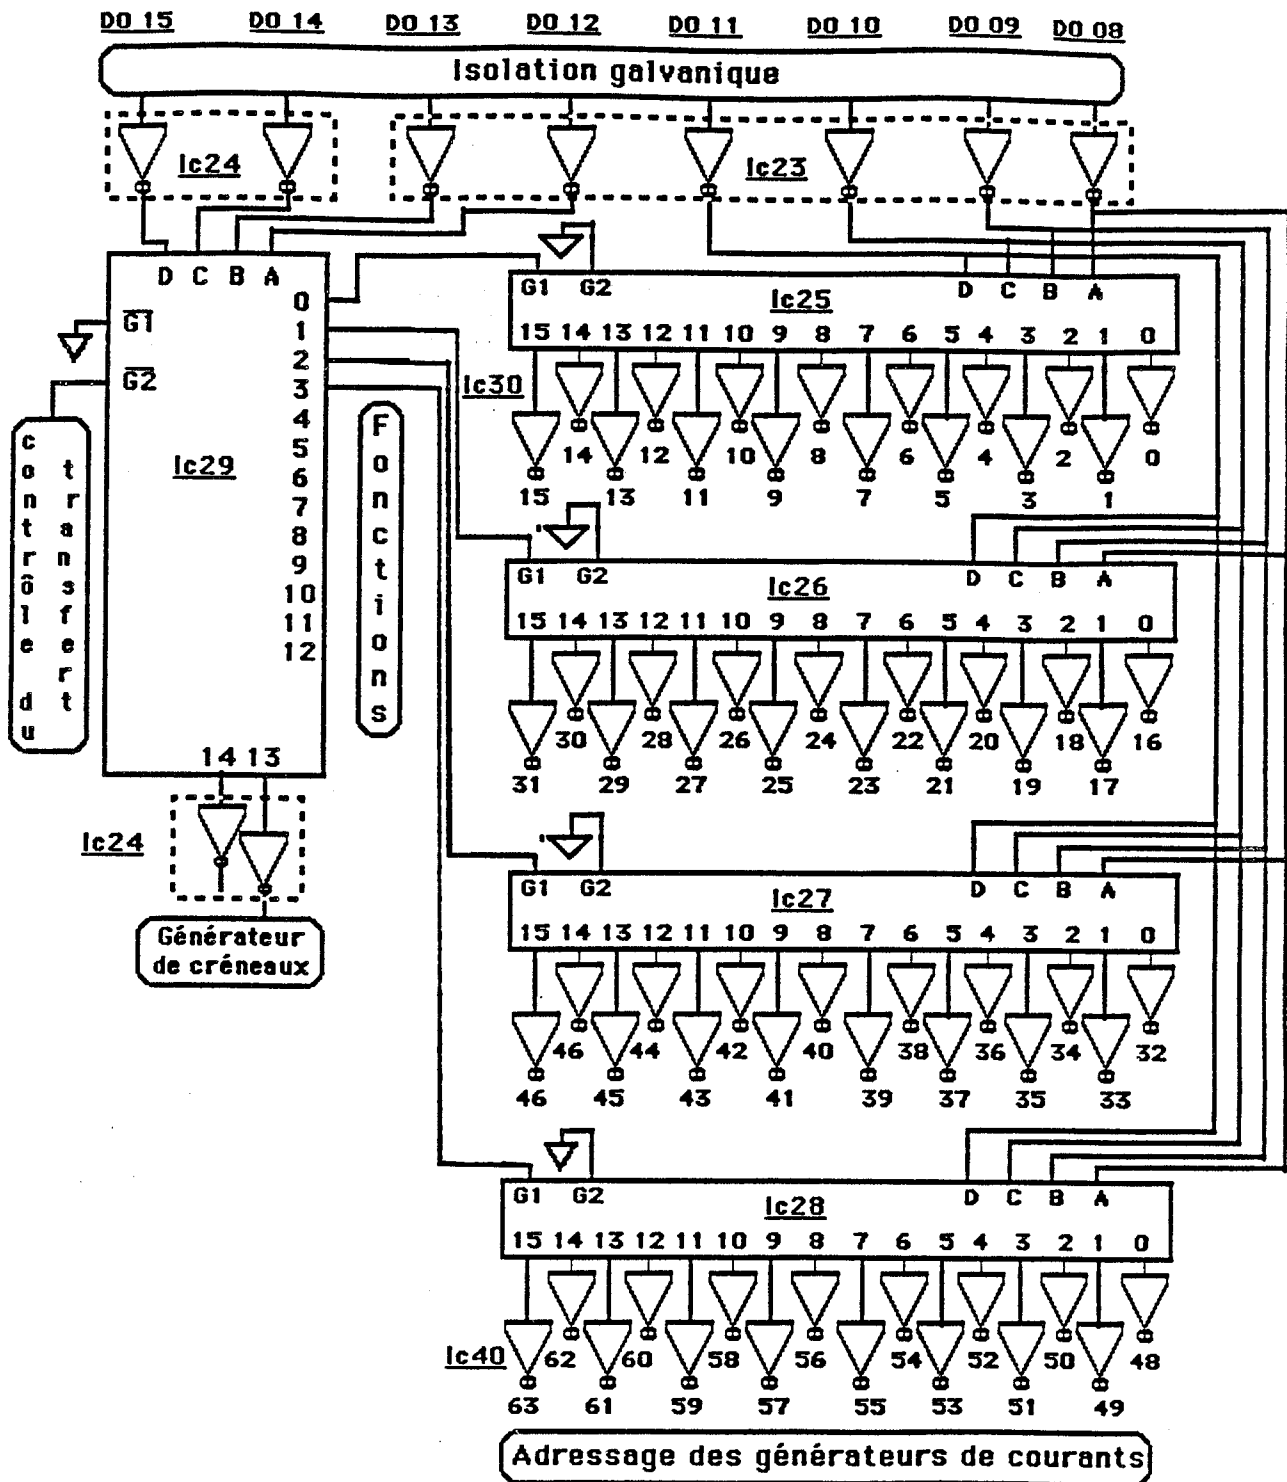 DO 15 DO 14 DO 13 DO 12 DO 11 DO 10 DO 09 DO 08
Isolation galvanique
Ic24
Ic23
D C B A
G1 G2 D C B A
0
G1
1
2
G2
3
4
5
6
7
8
9
10
11
12
Ic29
14 13
contrôle du
transfert
Fonctions
Ic24
Générateur
de créneaux
Ic25
15 14 13 12 11 10 9 8 7 6 5 4 3 2 1 0
Ic30
14 12 10 8 6 4 2 0
15 13 11 9 7 5 3 1
G1 G2 D C B A
Ic26
15 14 13 12 11 10 9 8 7 6 5 4 3 2 1 0
30 28 26 24 22 20 18 16
31 29 27 25 23 21 19 17
G1 G2 D C B A
Ic27
15 14 13 12 11 10 9 8 7 6 5 4 3 2 1 0
46 44 42 40 38 36 34 32
46 45 43 41 39 37 35 33
G1 G2 D C B A
Ic28
15 14 13 12 11 10 9 8 7 6 5 4 3 2 1 0
Ic40
62 60 58 56 54 52 50 48
63 61 59 57 55 53 51 49
Adressage des générateurs de courants